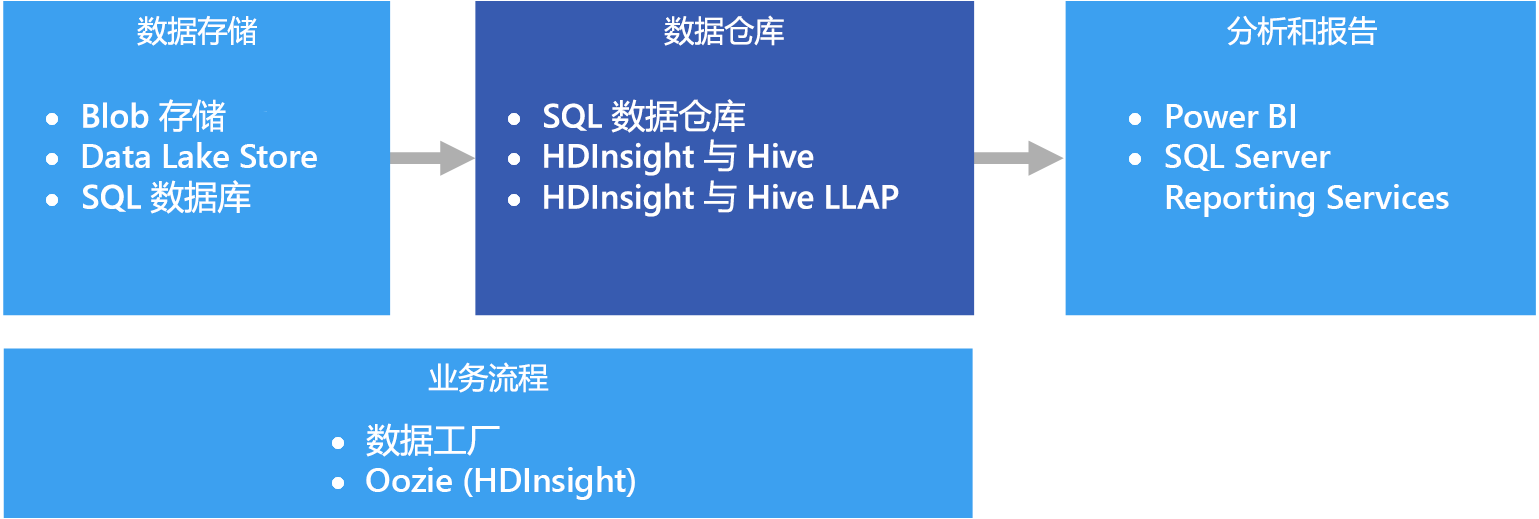 数据存储
• Blob 存储
• Data Lake Store
• SQL 数据库
数据仓库
• SQL 数据仓库
• HDInsight 与 Hive
• HDInsight 与 Hive LLAP
分析和报告
• Power BI
• SQL Server
Reporting Services
业务流程
• 数据工厂
• Oozie (HDInsight)